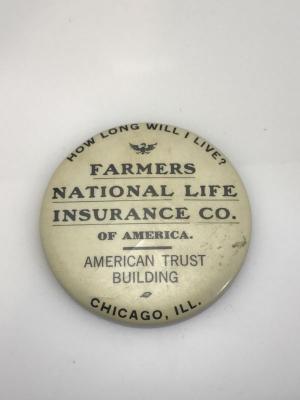 HOW LONG WILL I LIVE?
FARMERS
NATIONAL LIFE
INSURANCE CO.
OF AMERICA.
AMERICAN TRUST
BUILDING
CHICAGO, ILL.